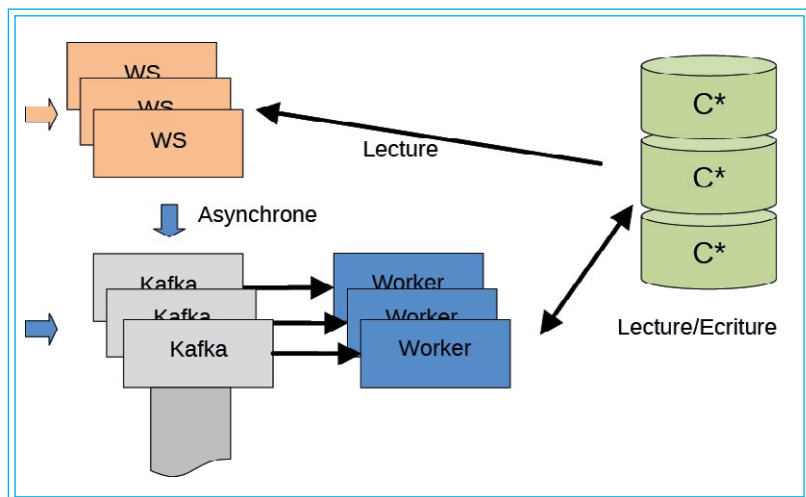 WS
WS
WS
C*
C*
C*
Lecture
Asynchrone
Kafka
Kafka
Kafka
Worker
Worker
Worker
Lecture/Ecriture